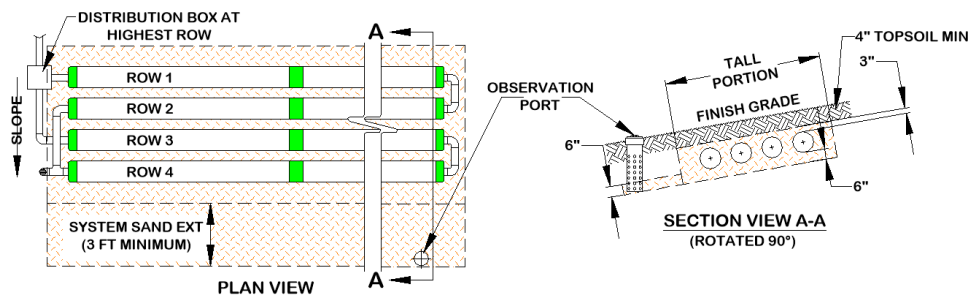 DISTRIBUTION BOX AT
HIGHEST ROW
A
ROW 1
ROW 2
ROW 3
ROW 4
SLOPE
SYSTEM SAND EXT
(3 FT MINIMUM)
A
PLAN VIEW
OBSERVATION
PORT
4" TOPSOIL MIN
3"
TALL
PORTION
FINISH GRADE
6"
6"
SECTION VIEW A-A
(ROTATED 90°)